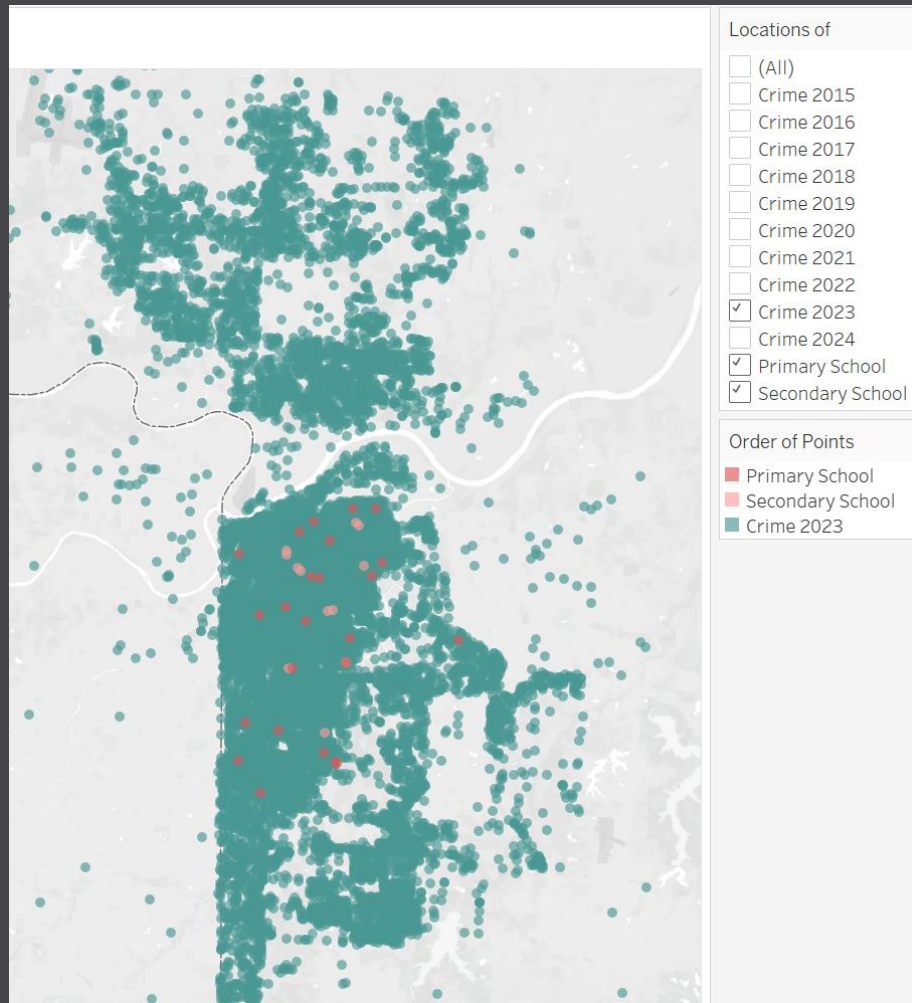 Locations of
(All)
Crime 2015
Crime 2016
Crime 2017
Crime 2018
Crime 2019
Crime 2020
Crime 2021
Crime 2022
Crime 2023
Crime 2024
Primary School
Secondary School
Order of Points
Primary School
Secondary School
Crime 2023